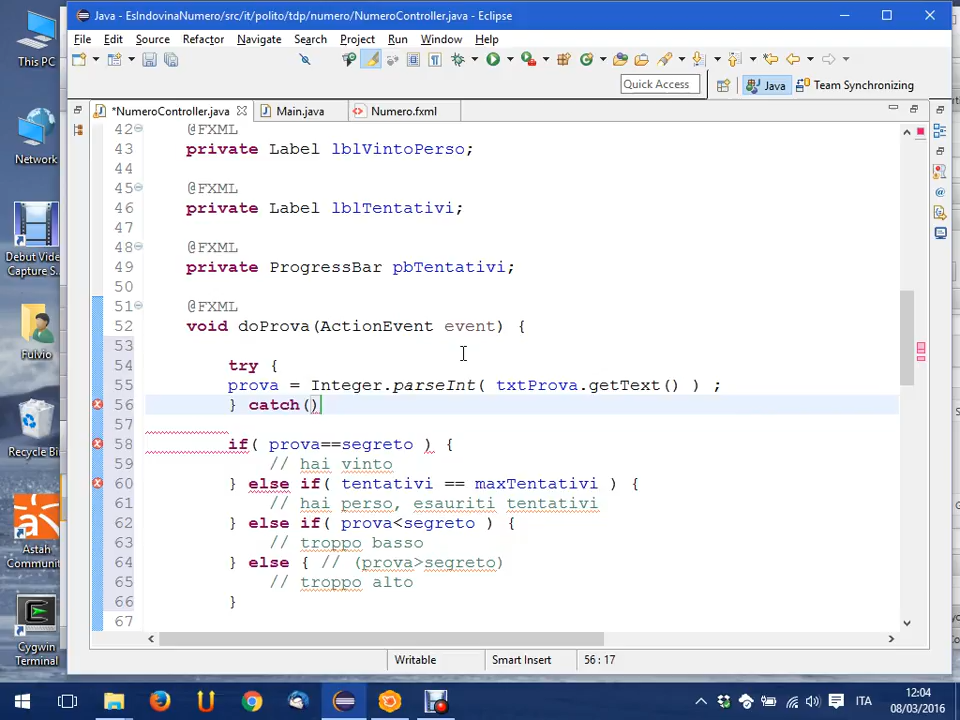 This PC
Network
Debut Video
Capture S...
Fulvio
Recycle Bin
Astah
Communi...
Cygwin
Terminal
Java - EsIndovinaNumero/src/it/polito/tdp/numero/NumeroController.java - Eclipse
File Edit Source Refactor Navigate Search Project Run Window Help
Quick Access
Java
Team Synchronizing
*NumeroController.java
Main.java
Numero.fxml
42 @FXML
43 private Label lblVintoPerso;
44
45 @FXML
46 private Label lblTentativi;
47
48 @FXML
49 private ProgressBar pbTentativi;
50
51 @FXML
52 void doProva(ActionEvent event) {
53
54 try {
55 prova = Integer.parseInt( txtProva.getText() ) ;
56 } catch()
57
58 if( prova==segreto ) {
59 // hai vinto
60 } else if( tentativi == maxTentativi ) {
61 // hai perso, esauriti tentativi
62 } else if( prova<segreto ) {
63 // troppo basso
64 } else { // (prova>segreto)
65 // troppo alto
66 }
67
Writable
Smart Insert
56 : 17
ITA
12:04
08/03/2016